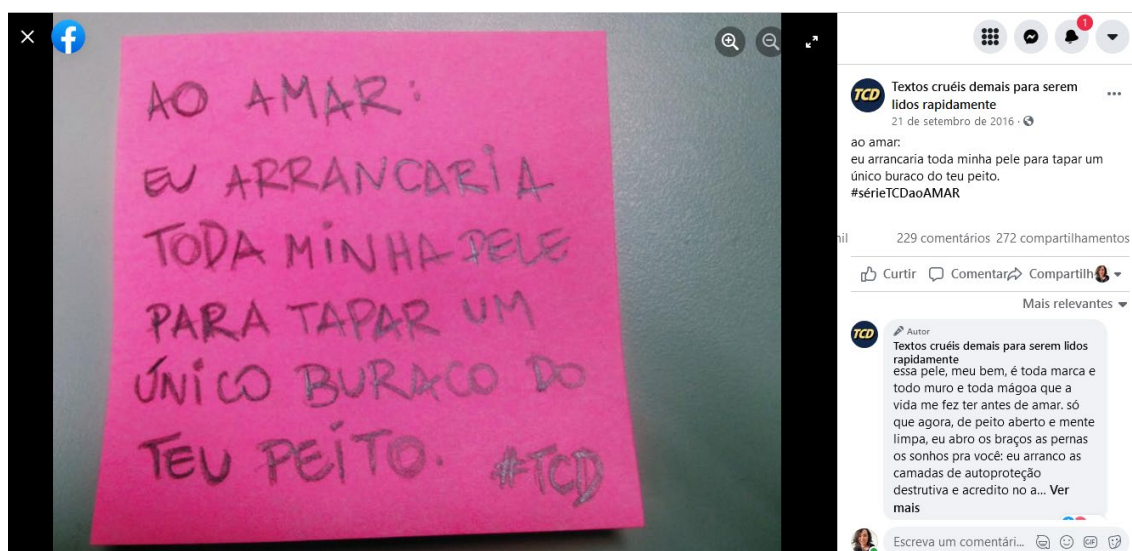 AO AMAR:
EU ARRANCARIA
TODA MINHA PELE
PARA TAPAR UM
ÚNICO BURACO DO
TEU PEITO. #TCD
1
TCD
Textos cruéis demais para serem
lidos rapidamente
21 de setembro de 2016 ·
ao amar:
eu arrancaria toda minha pele para tapar um
único buraco do teu peito.
#sérieTCDaoAMAR
229 comentários 272 compartilhamentos
Curtir Comentar Compartilh
Mais relevantes
TCD
Autor
Textos cruéis demais para serem lidos
rapidamente
essa pele, meu bem, é toda marca e
todo muro e toda mágoa que a
vida me fez ter antes de amar. só
que agora, de peito aberto e mente
limpa, eu abro os braços as pernas
os sonhos pra você: eu arranco as
camadas de autoproteção
destrutiva e acredito no a... Ver
mais
Escreva um comentári...
GIF